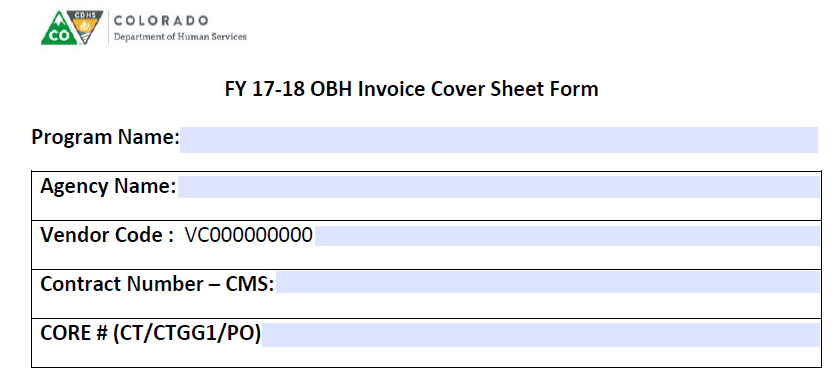 CO
CDHS
COLORADO
Department of Human Services
FY 17-18 OBH Invoice Cover Sheet Form
Program Name:
Agency Name:
Vendor Code : VC000000000
Contract Number – CMS:
CORE # (CT/CTGG1/PO)